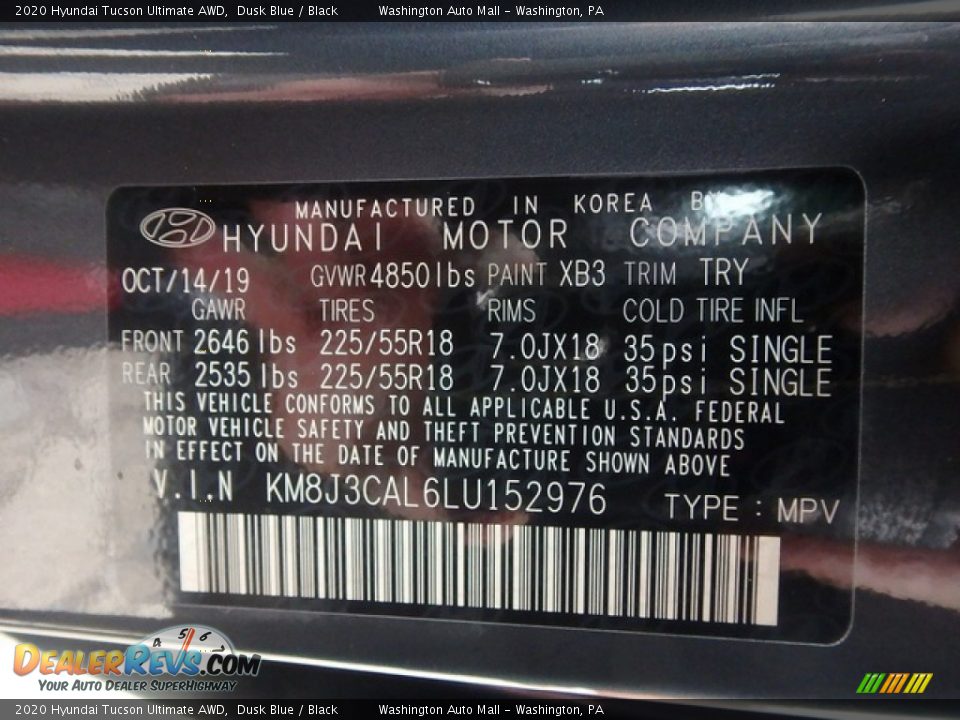 2020 Hyundai Tucson Ultimate AWD, Dusk Blue / Black Washington Auto Mall - Washington, PA
MANUFACTURED IN KOREA BY
HYUNDAI MOTOR COMPANY
OCT/14/19 GVWR 4850lbs PAINT XB3 TRIM TRY
GAWR TIRES RIMS COLD TIRE INFL
FRONT 2646 lbs 225/55R18 7.0JX18 35psi SINGLE
REAR 2535 lbs 225/55R18 7.0JX18 35psi SINGLE
THIS VEHICLE CONFORMS TO ALL APPLICABLE U.S.A. FEDERAL
MOTOR VEHICLE SAFETY AND THEFT PREVENTION STANDARDS
IN EFFECT ON THE DATE OF MANUFACTURE SHOWN ABOVE
V.I.N KM8J3CAL6LU152976 TYPE : MPV
4 5 6
DEALERREVS.COM
YOUR AUTO DEALER SUPERHIGHWAY
2020 Hyundai Tucson Ultimate AWD, Dusk Blue / Black Washington Auto Mall - Washington, PA